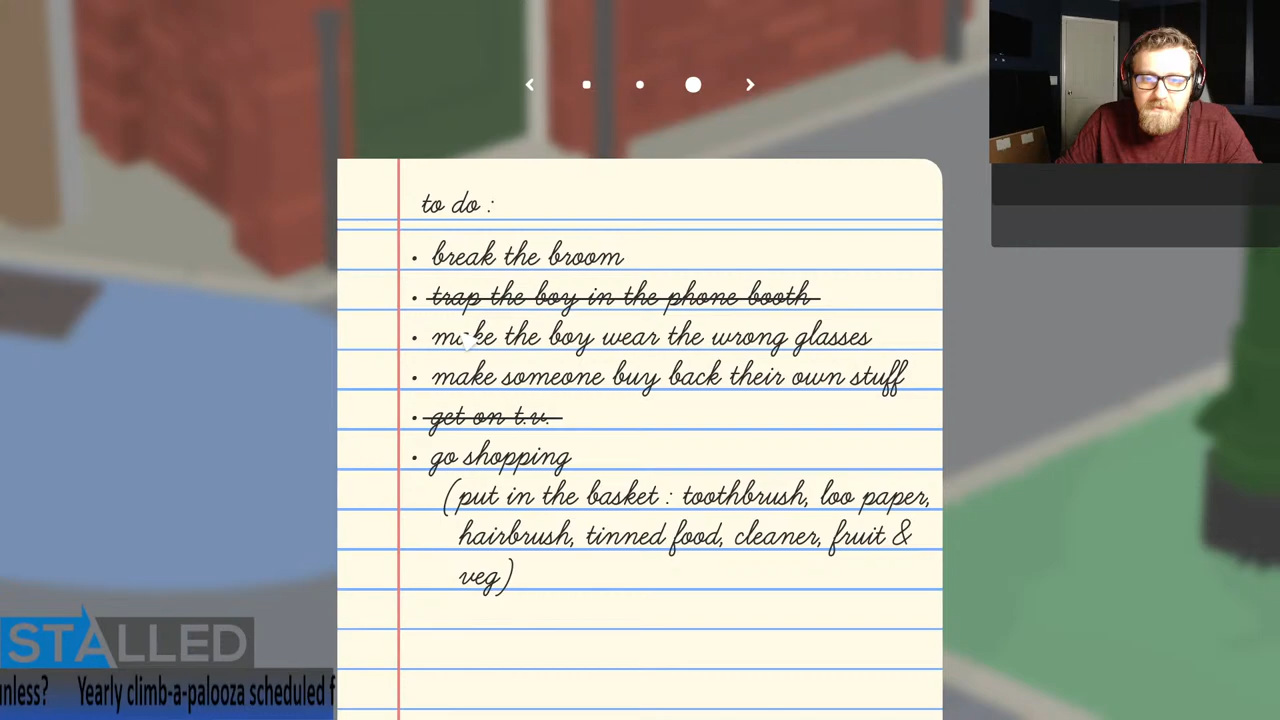 to do :
• break the broom
• trap the boy in the phone booth
• make the boy wear the wrong glasses
• make someone buy back their own stuff
• get on t.v.
• go shopping
(put in the basket : toothbrush, loo paper,
hairbrush, tinned food, cleaner, fruit &
veg)
STALLED
unless? Yearly climb-a-palooza scheduled f